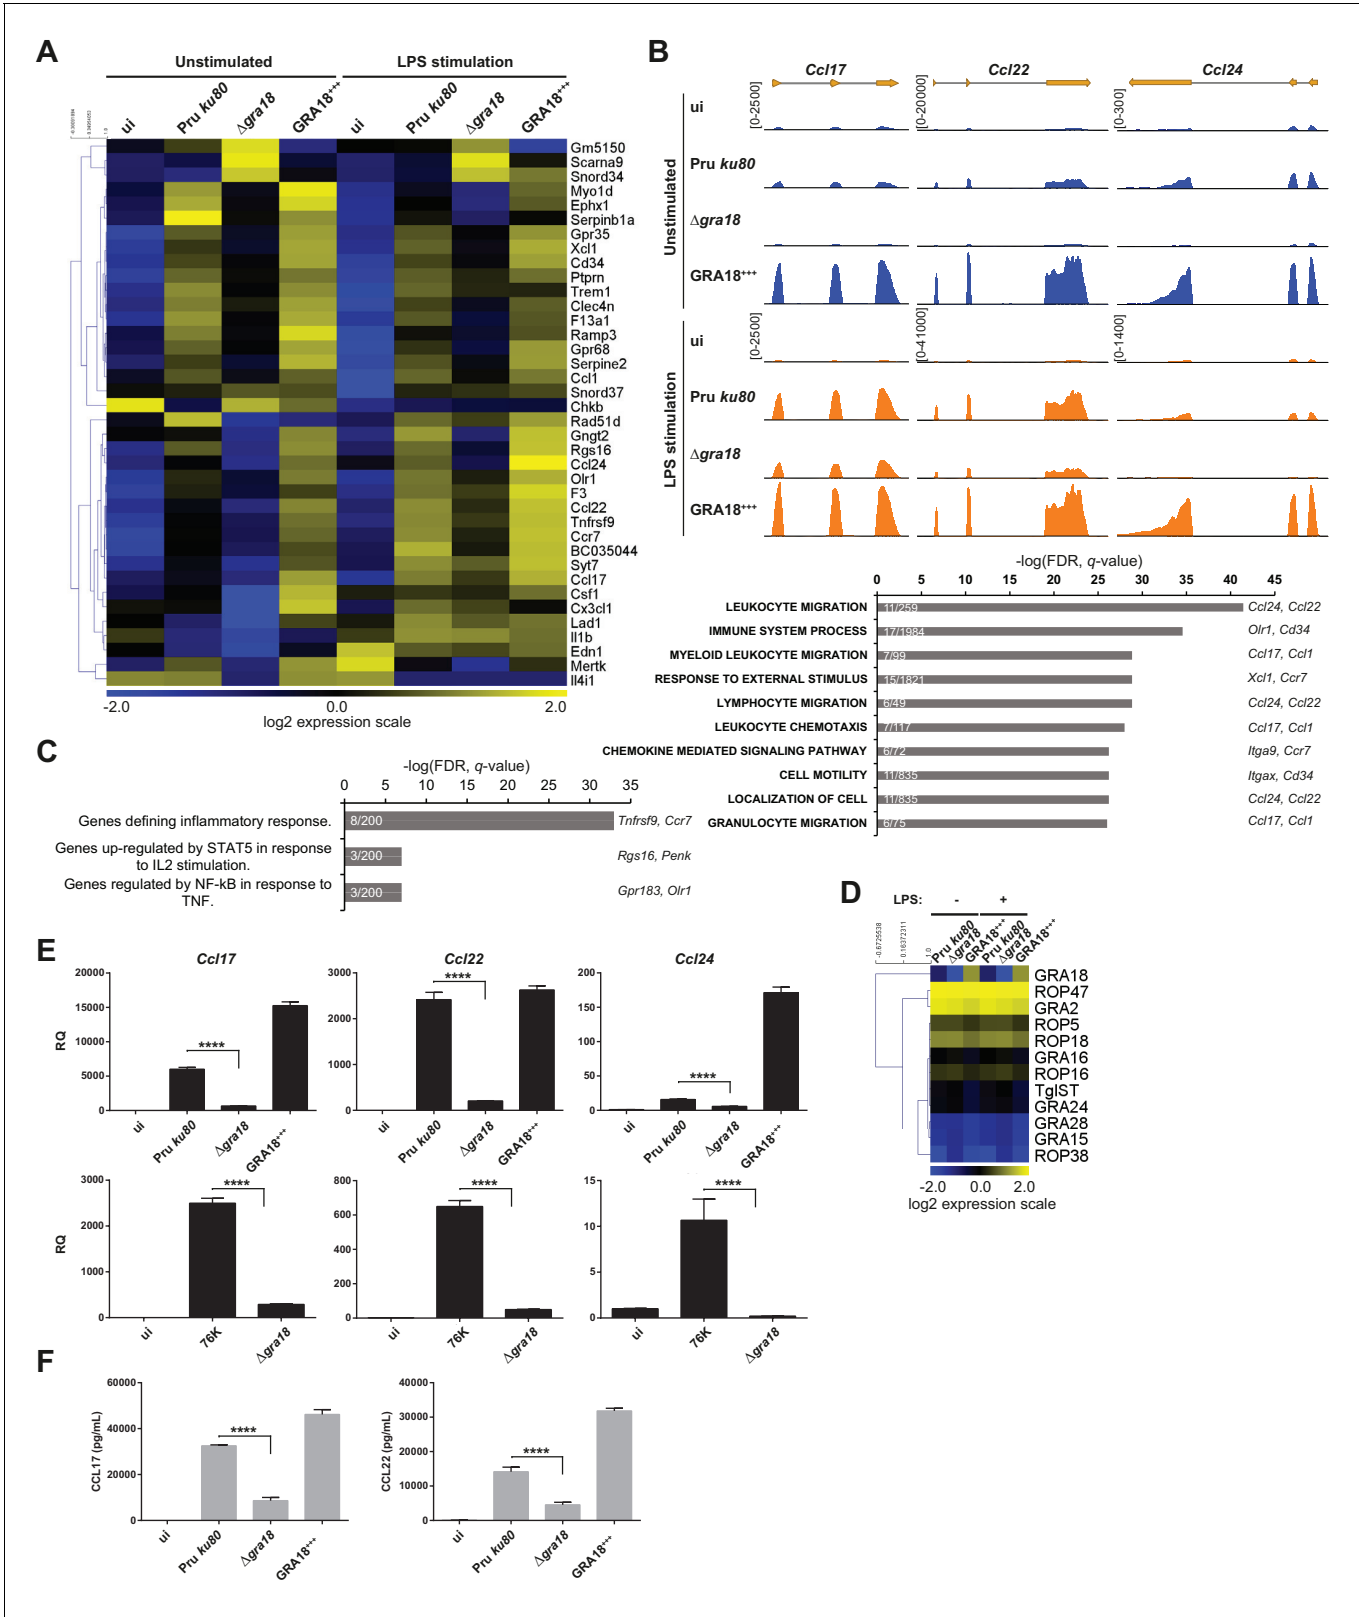 A
Unstimulated
LPS stimulation
ui
Pru ku80
Δgra18
GRA18+++
ui
Pru ku80
Δgra18
GRA18+++
1.0
Gm5150
Scarna9
Snord34
Myo1d
Ephx1
Serpinb1a
Gpr35
Xcl1
Cd34
Ptprn
Trem1
Clec4n
F13a1
Ramp3
Gpr68
Serpine2
Ccl1
Snord37
Chkb
Rad51d
Gngt2
Rgs16
Ccl24
Olr1
F3
Ccl22
Tnfrsf9
Ccr7
BC035044
Syt7
Ccl17
Csf1
Cx3cl1
Lad1
Il1b
Edn1
Mertk
Il4i1
-2.0 0.0 2.0
log2 expression scale
B
Ccl17 Ccl22 Ccl24
[0-2500] [0-20000] [0-300]
Unstimulated
ui
Pru ku80
Δgra18
GRA18+++
[0-2500] [0-41000] [0-1400]
LPS stimulation
ui
Pru ku80
Δgra18
GRA18+++
-log(FDR, q-value)
0 5 10 15 20 25 30 35 40 45
LEUKOCYTE MIGRATION 11/259 Ccl24, Ccl22
IMMUNE SYSTEM PROCESS 17/1984 Olr1, Cd34
MYELOID LEUKOCYTE MIGRATION 7/99 Ccl17, Ccl1
RESPONSE TO EXTERNAL STIMULUS 15/1821 Xcl1, Ccr7
LYMPHOCYTE MIGRATION 6/49 Ccl24, Ccl22
LEUKOCYTE CHEMOTAXIS 7/117 Ccl17, Ccl1
CHEMOKINE MEDIATED SIGNALING PATHWAY 6/72 Itga9, Ccr7
CELL MOTILITY 11/835 Itgax, Cd34
LOCALIZATION OF CELL 11/835 Ccl24, Ccl22
GRANULOCYTE MIGRATION 6/75 Ccl17, Ccl1
C
-log(FDR, q-value)
0 5 10 15 20 25 30 35
Genes defining inflammatory response. 8/200 Tnfrsf9, Ccr7
Genes up-regulated by STAT5 in response
to IL2 stimulation. 3/200 Rgs16, Penk
Genes regulated by NF-kB in response to
TNF. 3/200 Gpr183, Olr1
D
LPS: - +
Pru ku80
Δgra18
GRA18+++
Pru ku80
Δgra18
GRA18+++
-0.6725538
0.16372311
1.0
GRA18
ROP47
GRA2
ROP5
ROP18
GRA16
ROP16
TgIST
GRA24
GRA28
GRA15
ROP38
-2.0 0.0 2.0
log2 expression scale
E
Ccl17
RQ
20000
15000
10000
5000
0
****
ui
Pru ku80
Δgra18
GRA18+++
Ccl22
3000
2000
1000
0
****
ui
Pru ku80
Δgra18
GRA18+++
Ccl24
200
150
100
50
0
****
ui
Pru ku80
Δgra18
GRA18+++
RQ
3000
2000
1000
0
****
ui
76K
Δgra18
800
600
400
200
0
****
ui
76K
Δgra18
15
10
5
0
****
ui
76K
Δgra18
F
CCL17 (pg/mL)
60000
40000
20000
0
****
ui
Pru ku80
Δgra18
GRA18+++
CCL22 (pg/mL)
40000
30000
20000
10000
0
****
ui
Pru ku80
Δgra18
GRA18+++